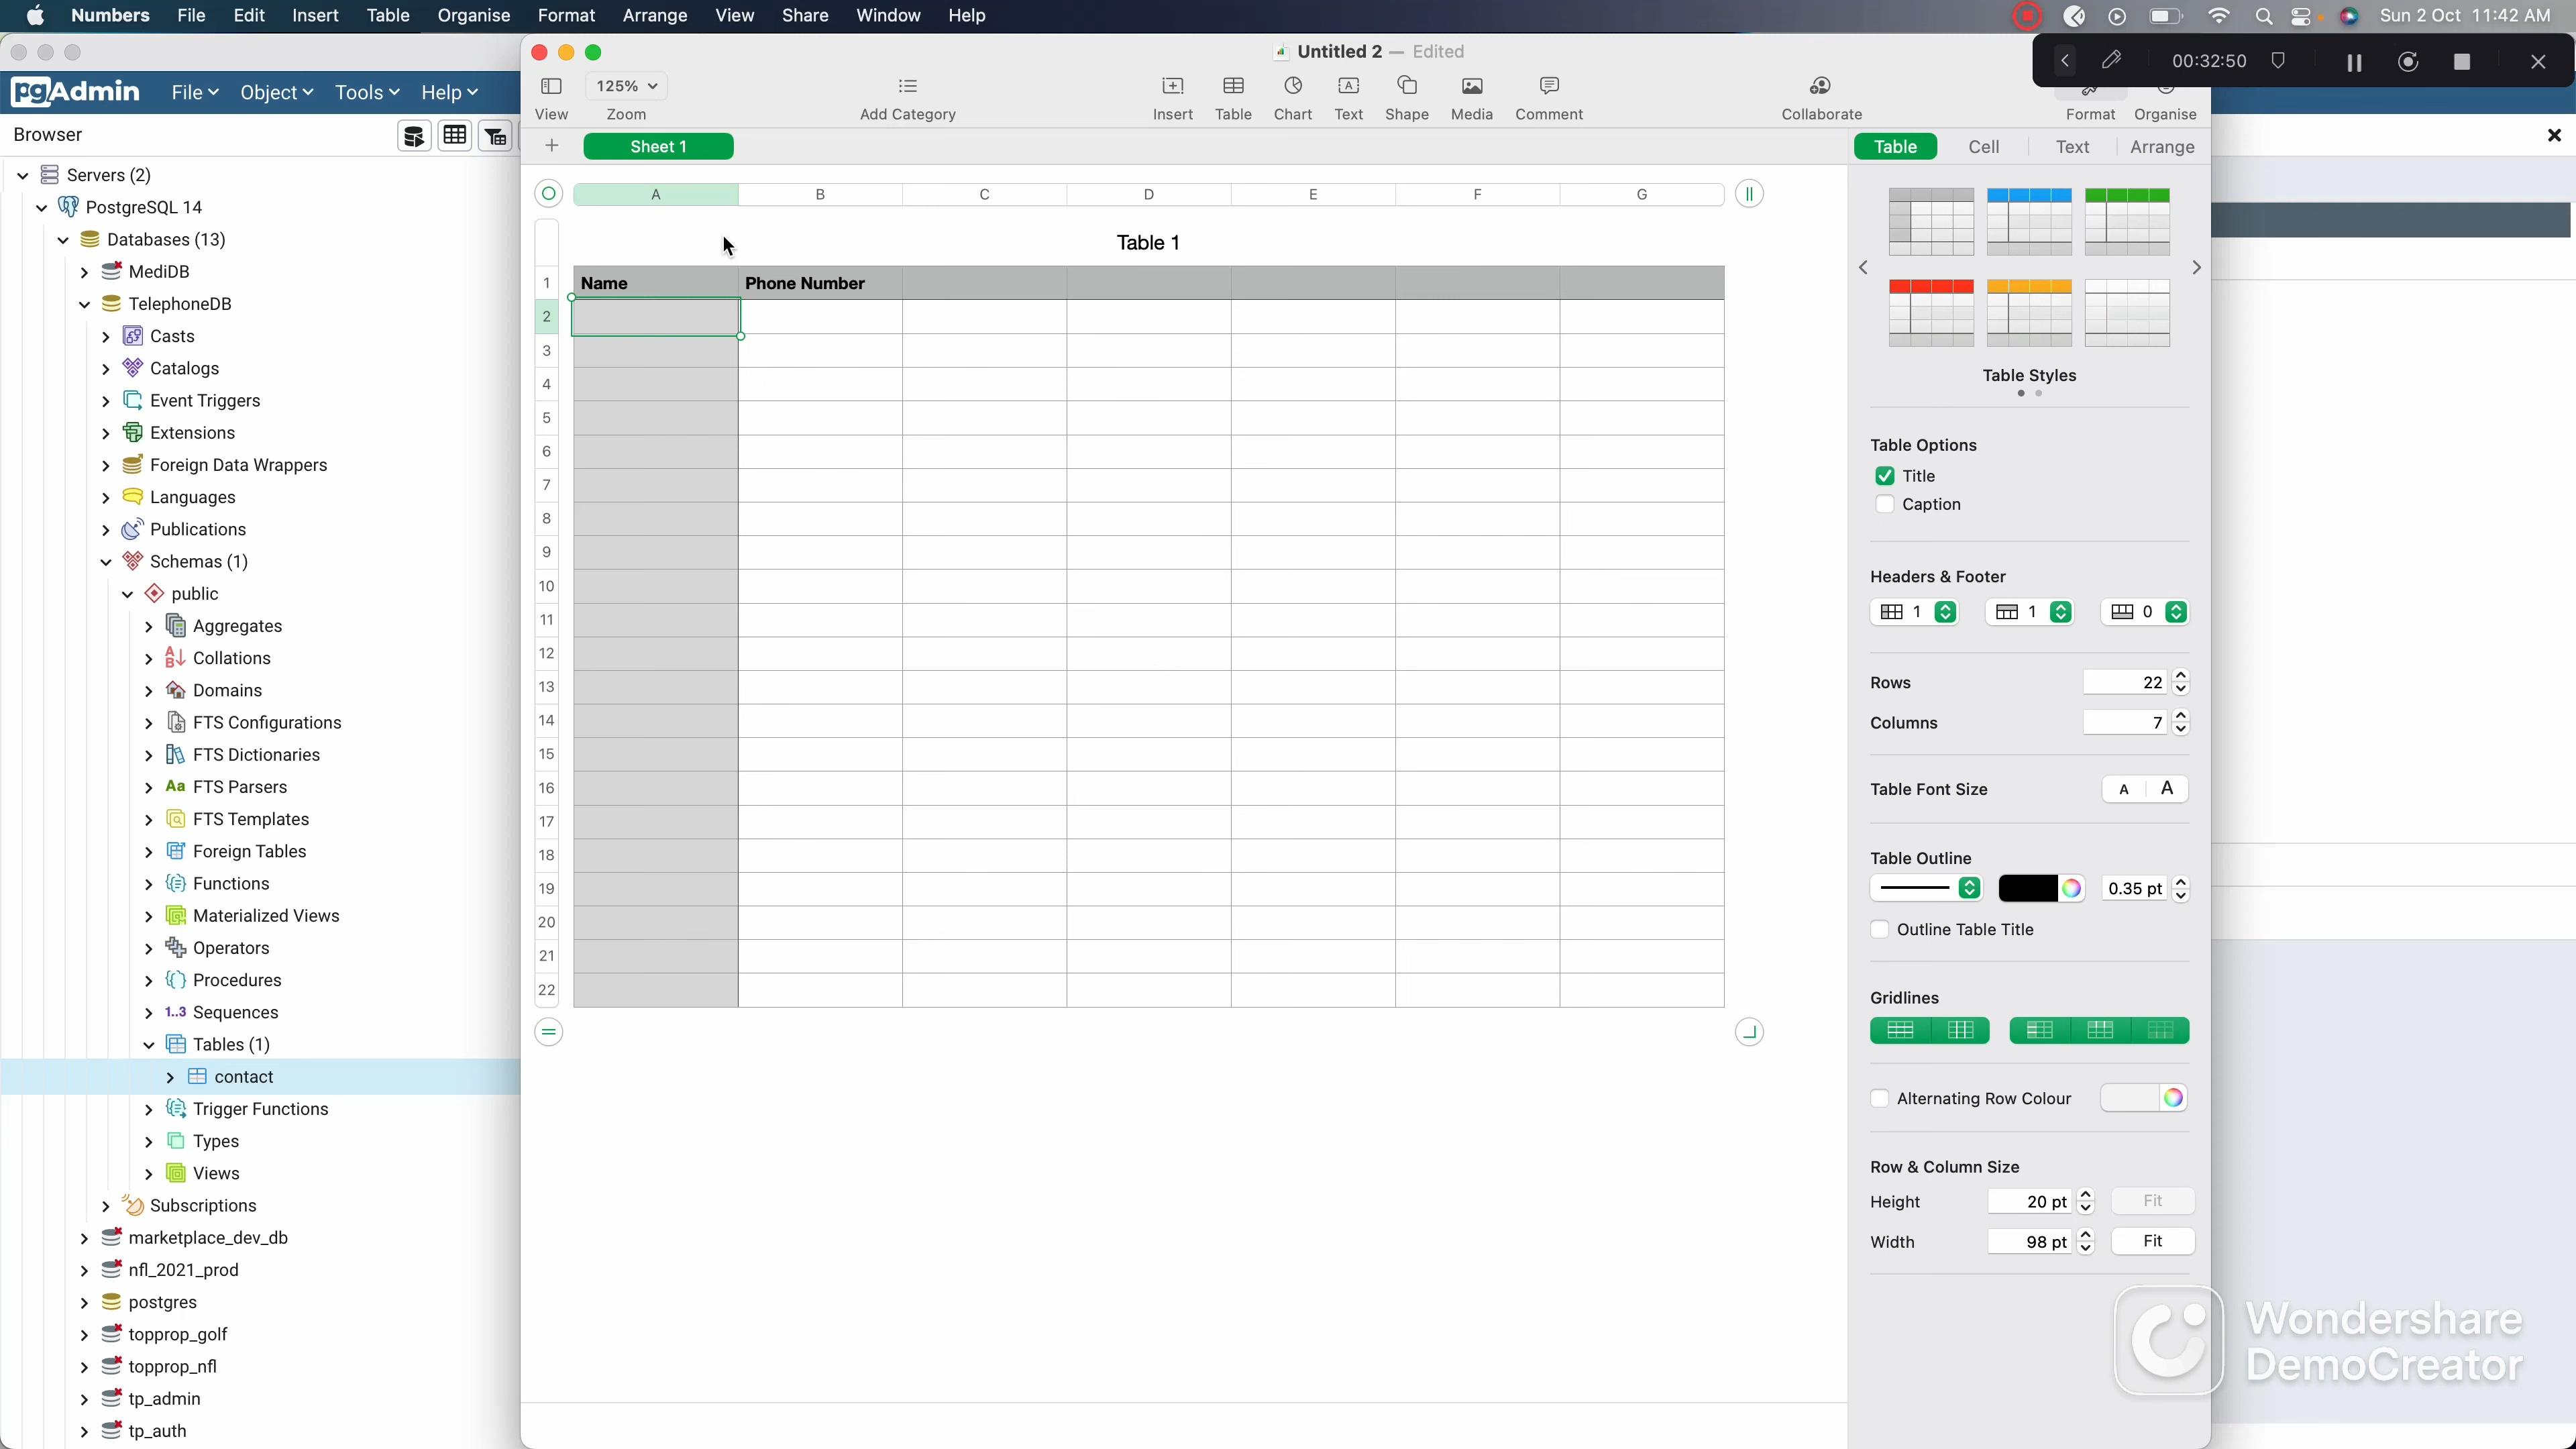 Numbers File Edit Insert Table Organise Format Arrange View Share Window Help
Sun 2 Oct 11:42 AM
pgAdmin File Object Tools Help
Untitled 2 — Edited
00:32:50
125%
View Zoom Add Category Insert Table Chart Text Shape Media Comment Collaborate Format Organise
Browser
Sheet 1
Table Cell Text Arrange
Servers (2)
PostgreSQL 14
Databases (13)
MediDB
TelephoneDB
Casts
Catalogs
Event Triggers
Extensions
Foreign Data Wrappers
Languages
Publications
Schemas (1)
public
Aggregates
Collations
Domains
FTS Configurations
FTS Dictionaries
Aa FTS Parsers
FTS Templates
Foreign Tables
Functions
Materialized Views
Operators
Procedures
1..3 Sequences
Tables (1)
contact
Trigger Functions
Types
Views
Subscriptions
marketplace_dev_db
nfl_2021_prod
postgres
topprop_golf
topprop_nfl
tp_admin
tp_auth
A B C D E F G
Table 1
1 Name Phone Number
2
3
4
5
6
7
8
9
10
11
12
13
14
15
16
17
18
19
20
21
22
Table Styles
Table Options
Title
Caption
Headers & Footer
1 1 0
Rows 22
Columns 7
Table Font Size A A
Table Outline
0.35 pt
Outline Table Title
Gridlines
Alternating Row Colour
Row & Column Size
Height 20 pt Fit
Width 98 pt Fit
Wondershare
DemoCreator